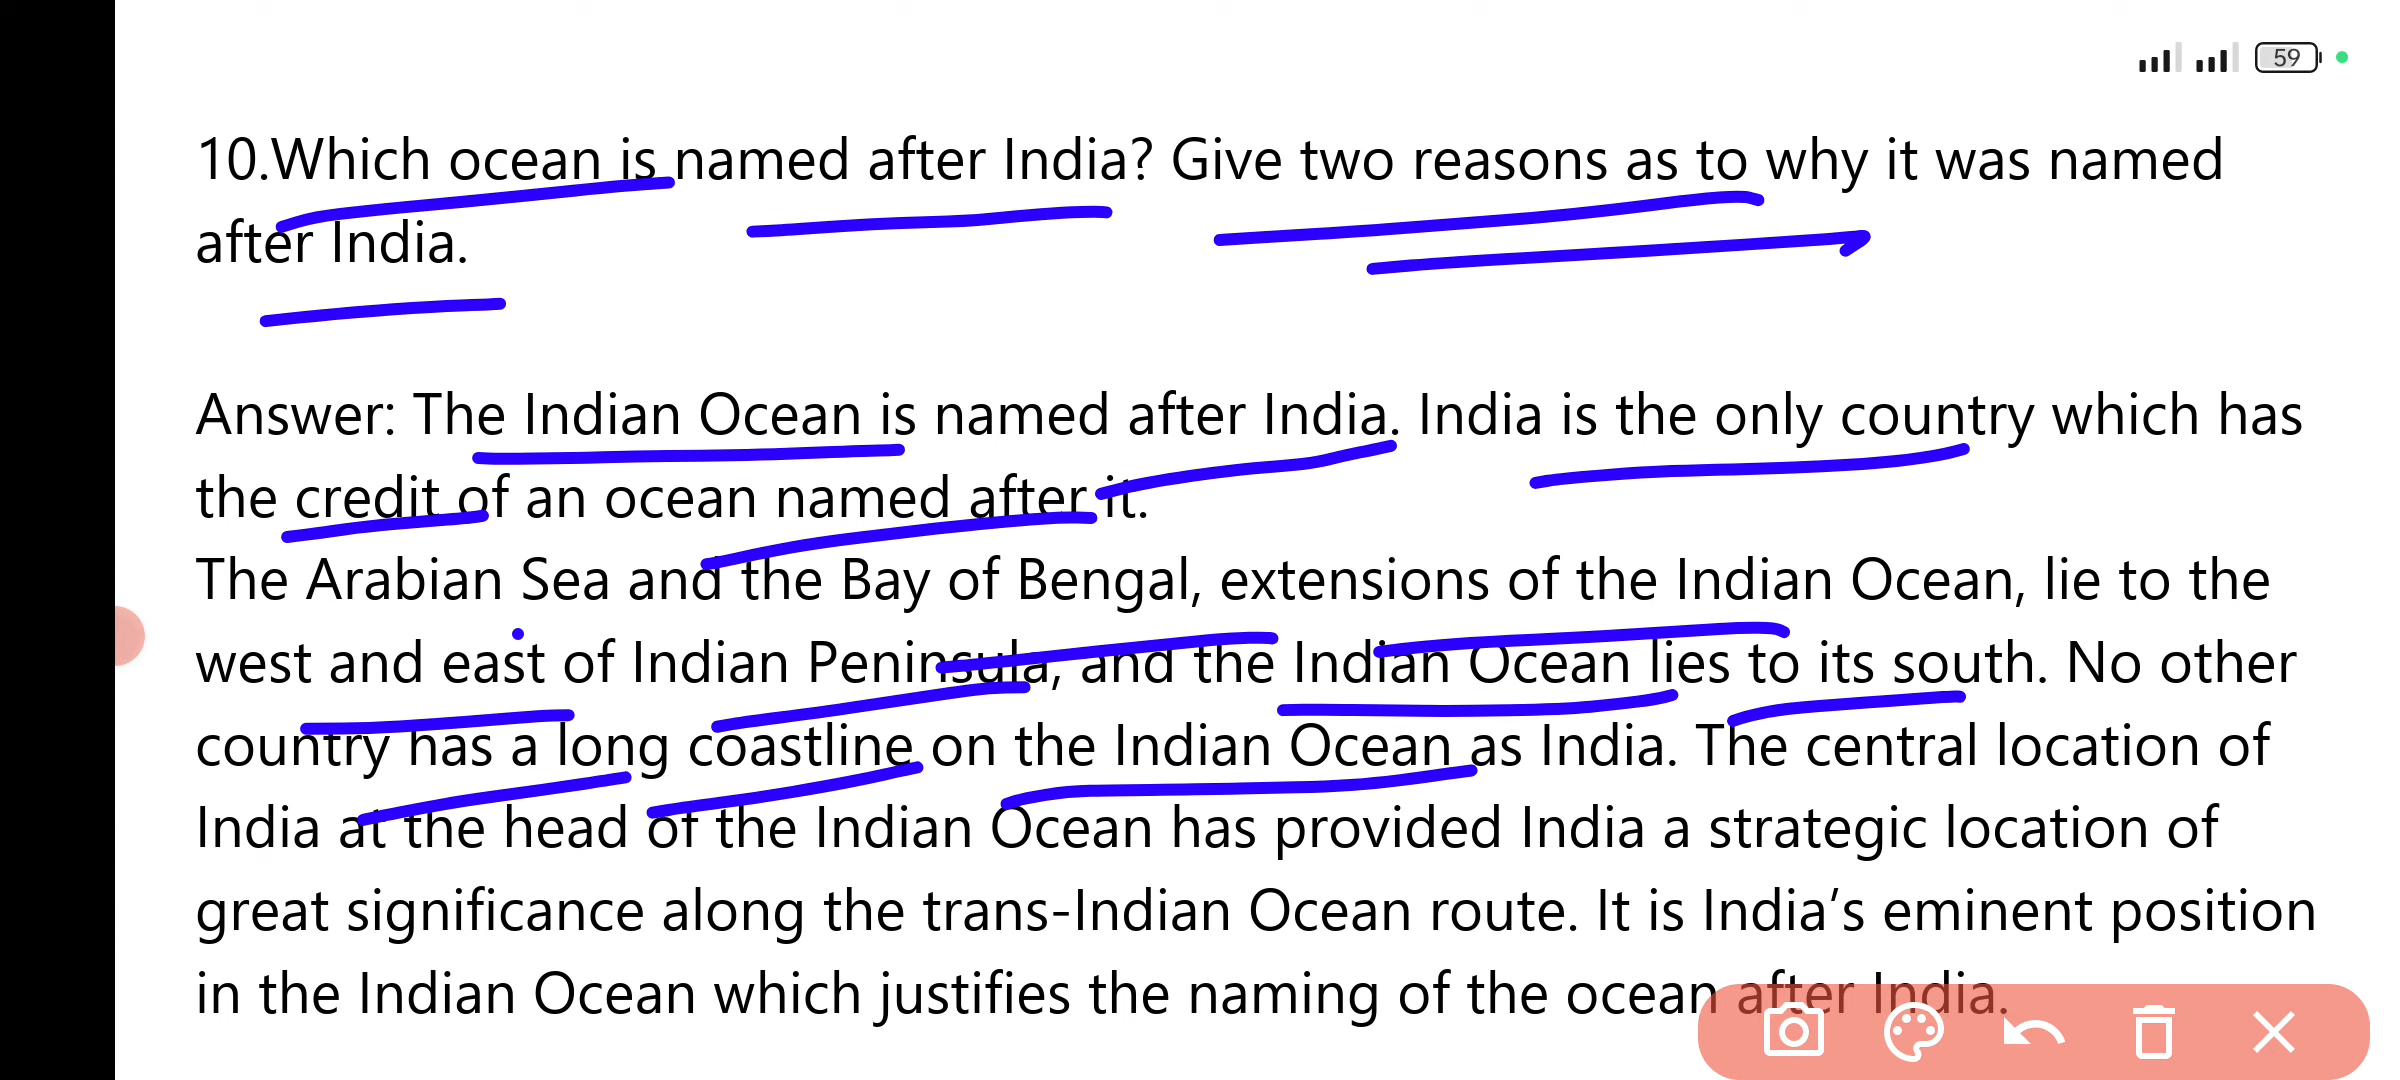 59
10.Which ocean is named after India? Give two reasons as to why it was named
after India.
Answer: The Indian Ocean is named after India. India is the only country which has
the credit of an ocean named after it.
The Arabian Sea and the Bay of Bengal, extensions of the Indian Ocean, lie to the
west and east of Indian Peninsula, and the Indian Ocean lies to its south. No other
country has a long coastline on the Indian Ocean as India. The central location of
India at the head of the Indian Ocean has provided India a strategic location of
great significance along the trans-Indian Ocean route. It is India’s eminent position
in the Indian Ocean which justifies the naming of the ocean after India.